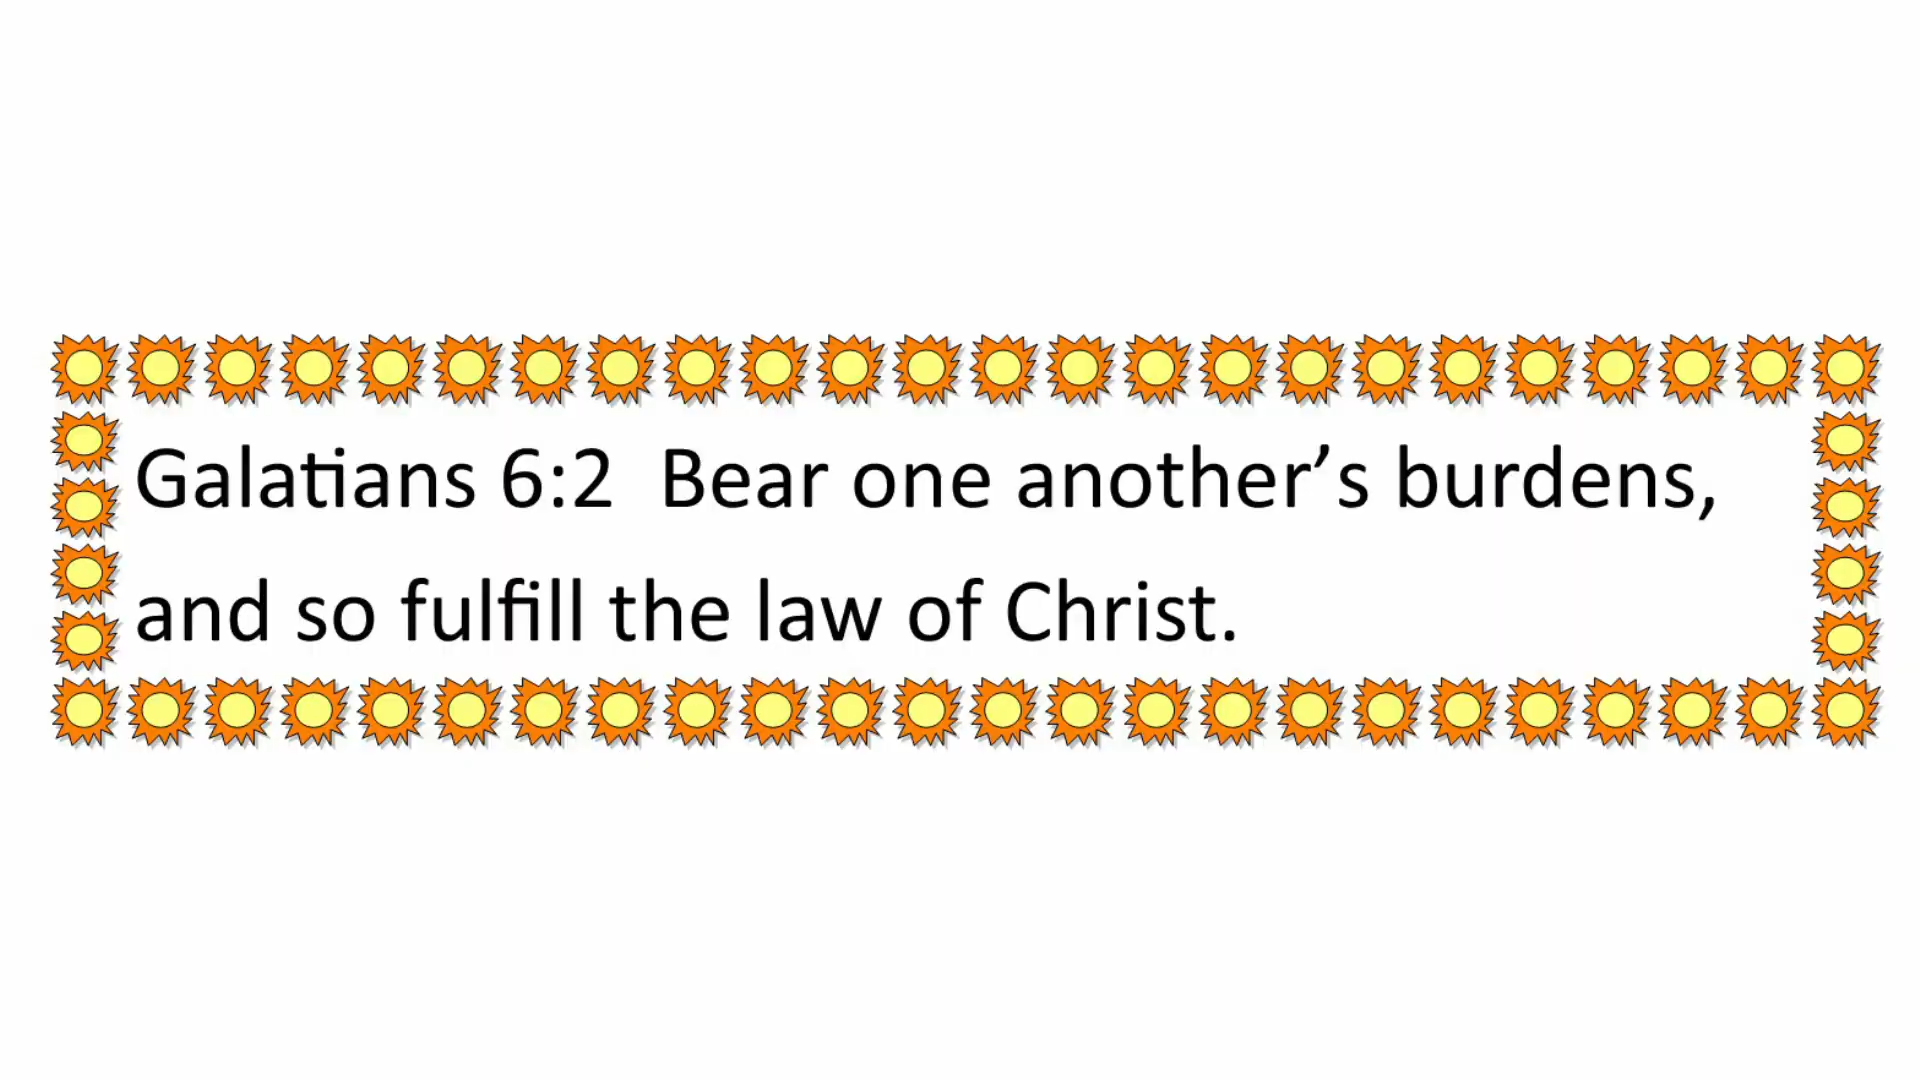 Galatians 6:2  Bear one another’s burdens,
and so fulfill the law of Christ.